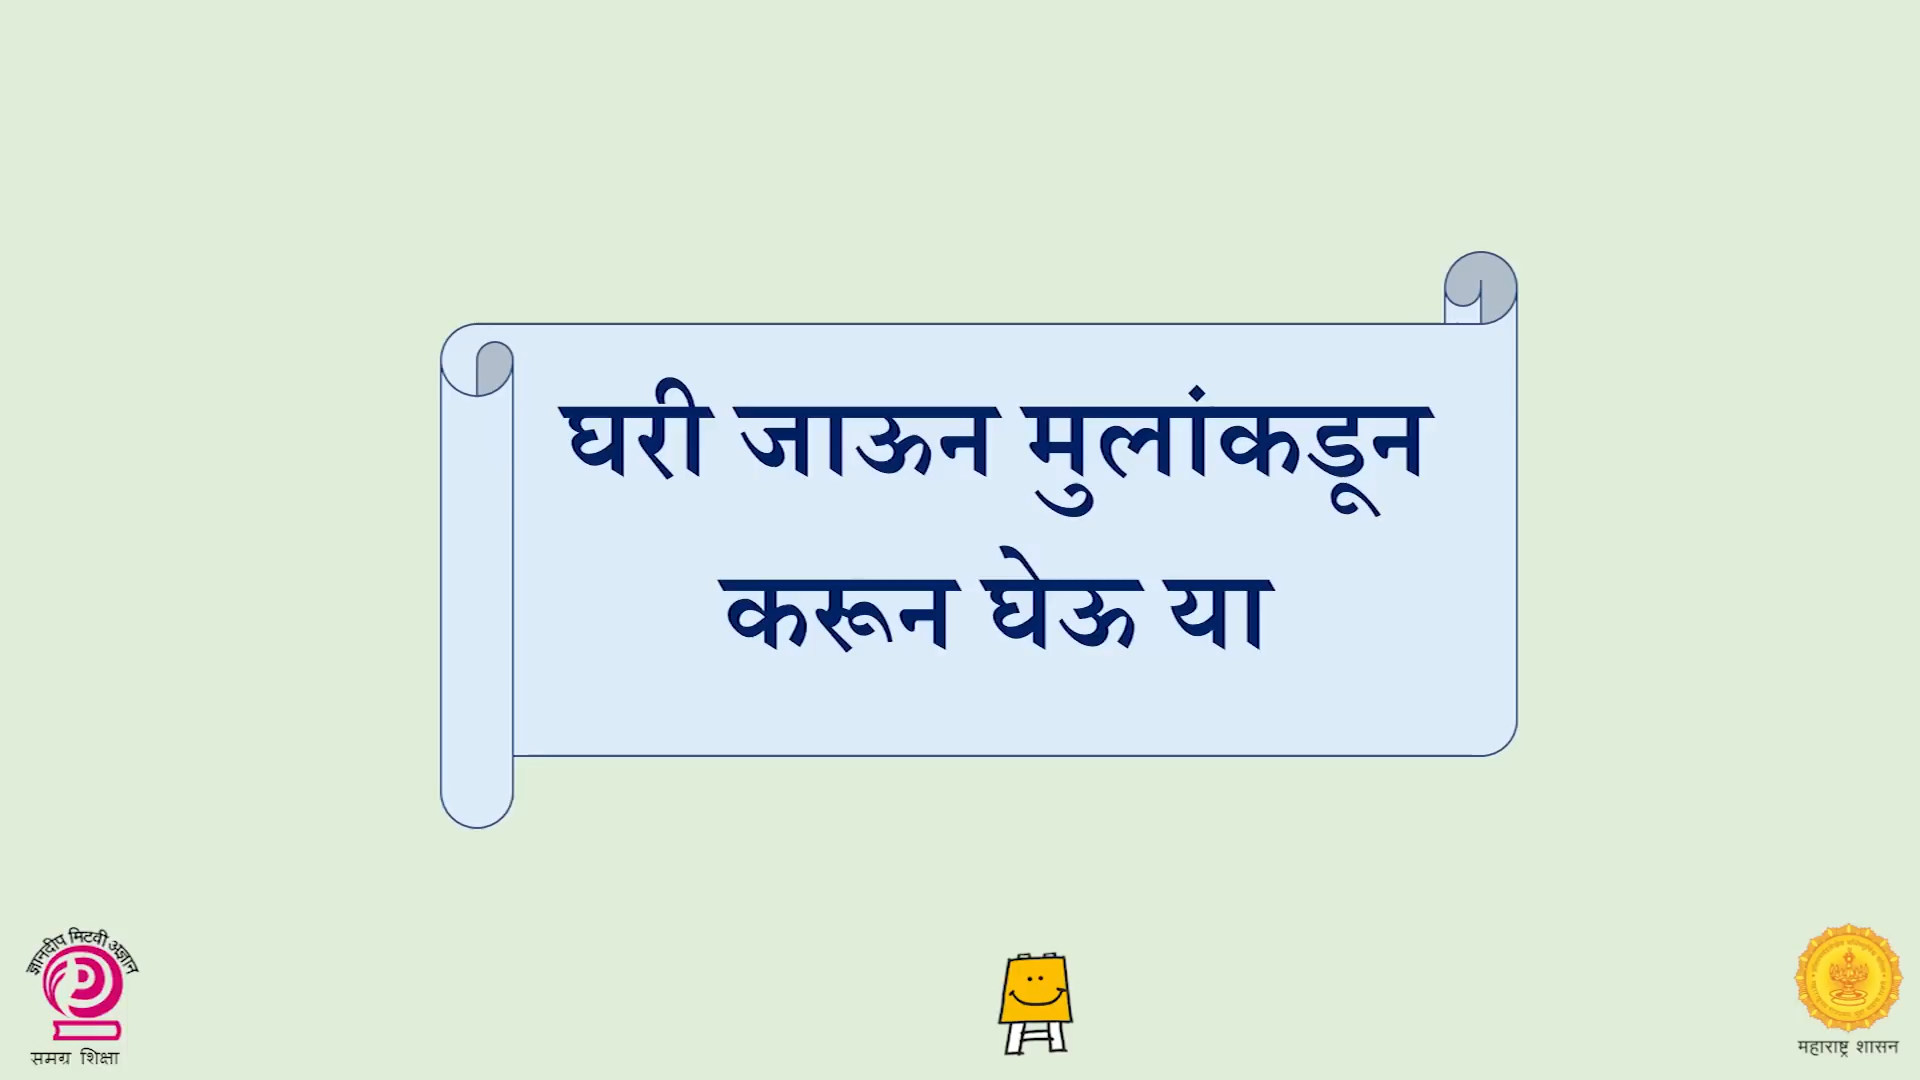 घरी जाऊन मुलांकडून
करून घेऊ या
ज्ञानदीप मिटवी अज्ञान
समग्र शिक्षा
महाराष्ट्र शासन